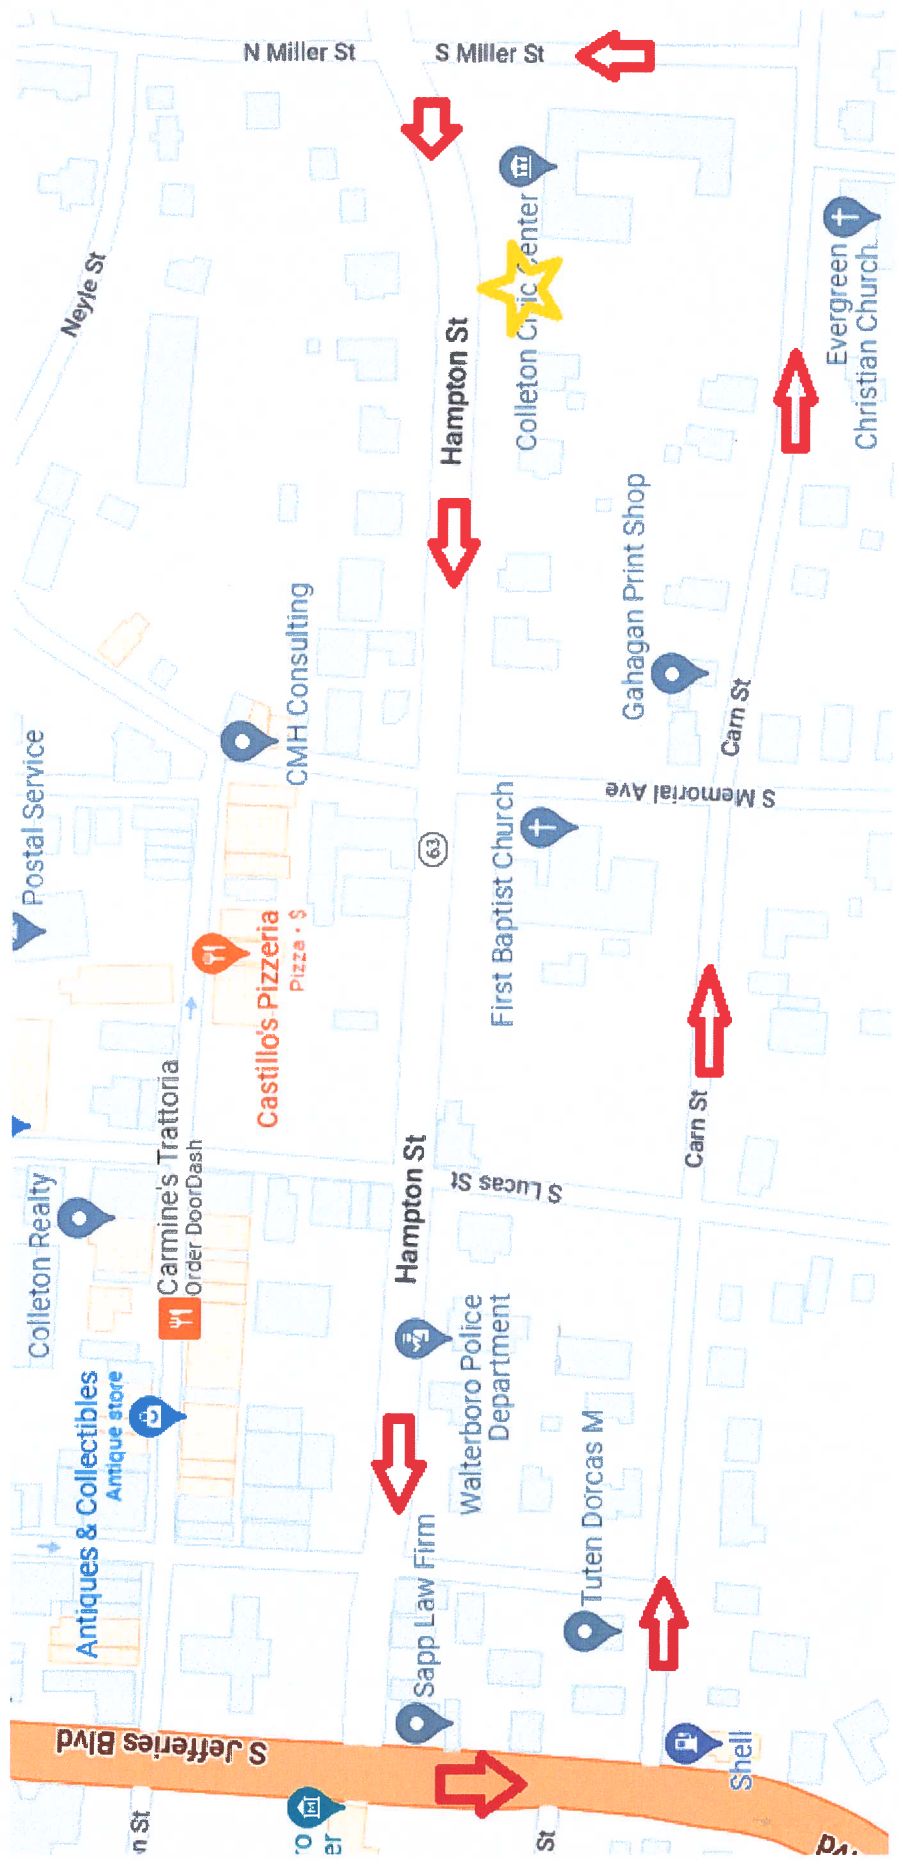 N Miller St
S Miller St
Neyle St
Hampton St
Colleton Civic Center
Evergreen
Christian Church
Gahagan Print Shop
CMH Consulting
Carn St
Postal Service
S Memorial Ave
63
First Baptist Church
Castillo's Pizzeria
Pizza · $
Carmine's Trattoria
Order DoorDash
Colleton Realty
Hampton St
S Lucas St
Carn St
Walterboro Police
Department
Antiques & Collectibles
Antique store
Sapp Law Firm
Tuten Dorcas M
S Jefferies Blvd
Shell
n St
ro
er
St
vd